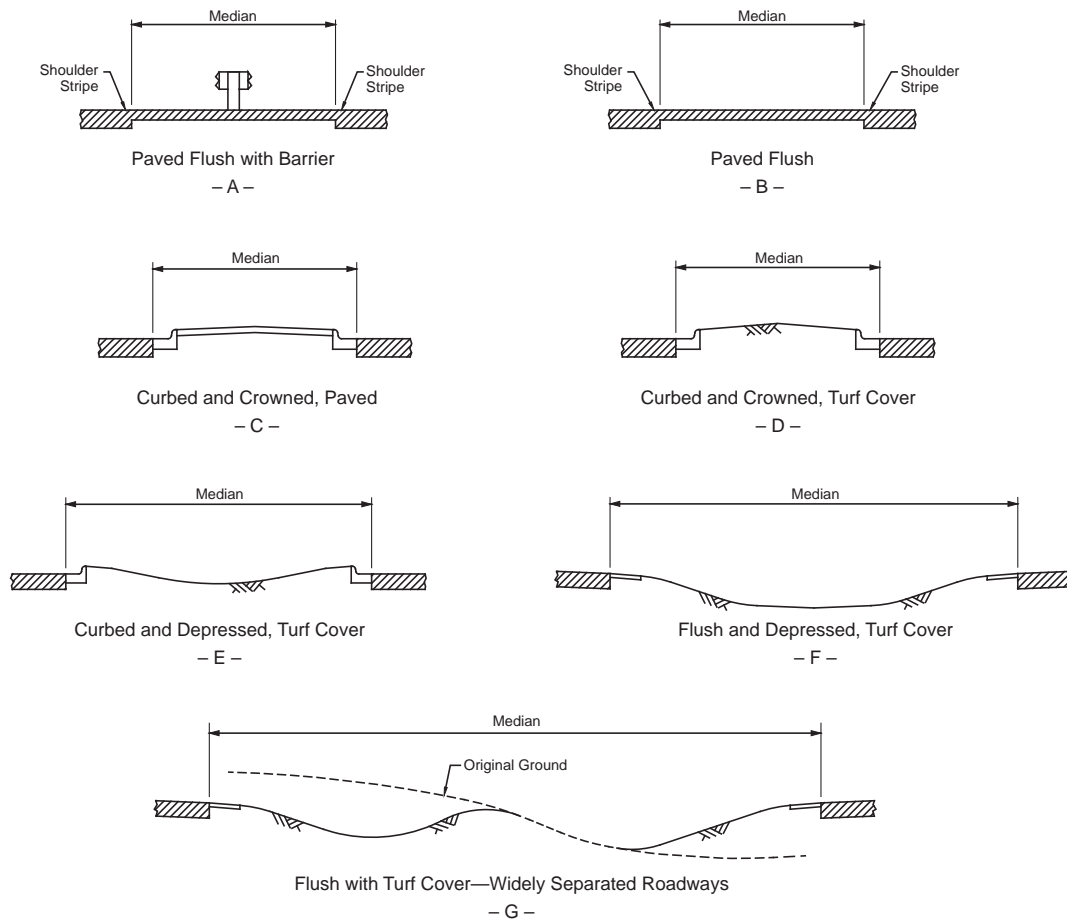 Median
Shoulder
Stripe
Shoulder
Stripe
Paved Flush with Barrier
– A –
Median
Shoulder
Stripe
Shoulder
Stripe
Paved Flush
– B –
Median
Curbed and Crowned, Paved
– C –
Median
Curbed and Crowned, Turf Cover
– D –
Median
Curbed and Depressed, Turf Cover
– E –
Median
Flush and Depressed, Turf Cover
– F –
Median
Original Ground
Flush with Turf Cover—Widely Separated Roadways
– G –